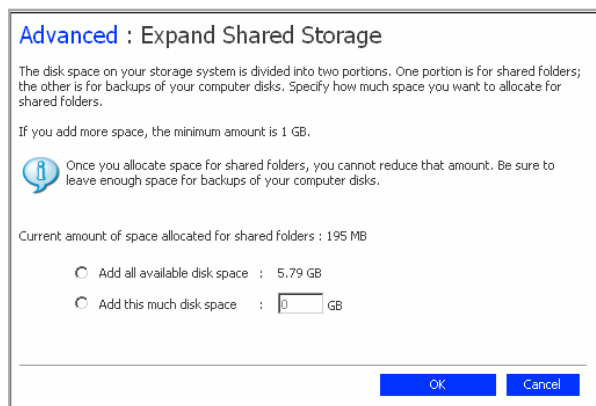 Advanced : Expand Shared Storage
The disk space on your storage system is divided into two portions. One portion is for shared folders;
the other is for backups of your computer disks. Specify how much space you want to allocate for
shared folders.
If you add more space, the minimum amount is 1 GB.
Once you allocate space for shared folders, you cannot reduce that amount. Be sure to
leave enough space for backups of your computer disks.
Current amount of space allocated for shared folders : 195 MB
Add all available disk space : 5.79 GB
Add this much disk space : 0 GB
OK Cancel